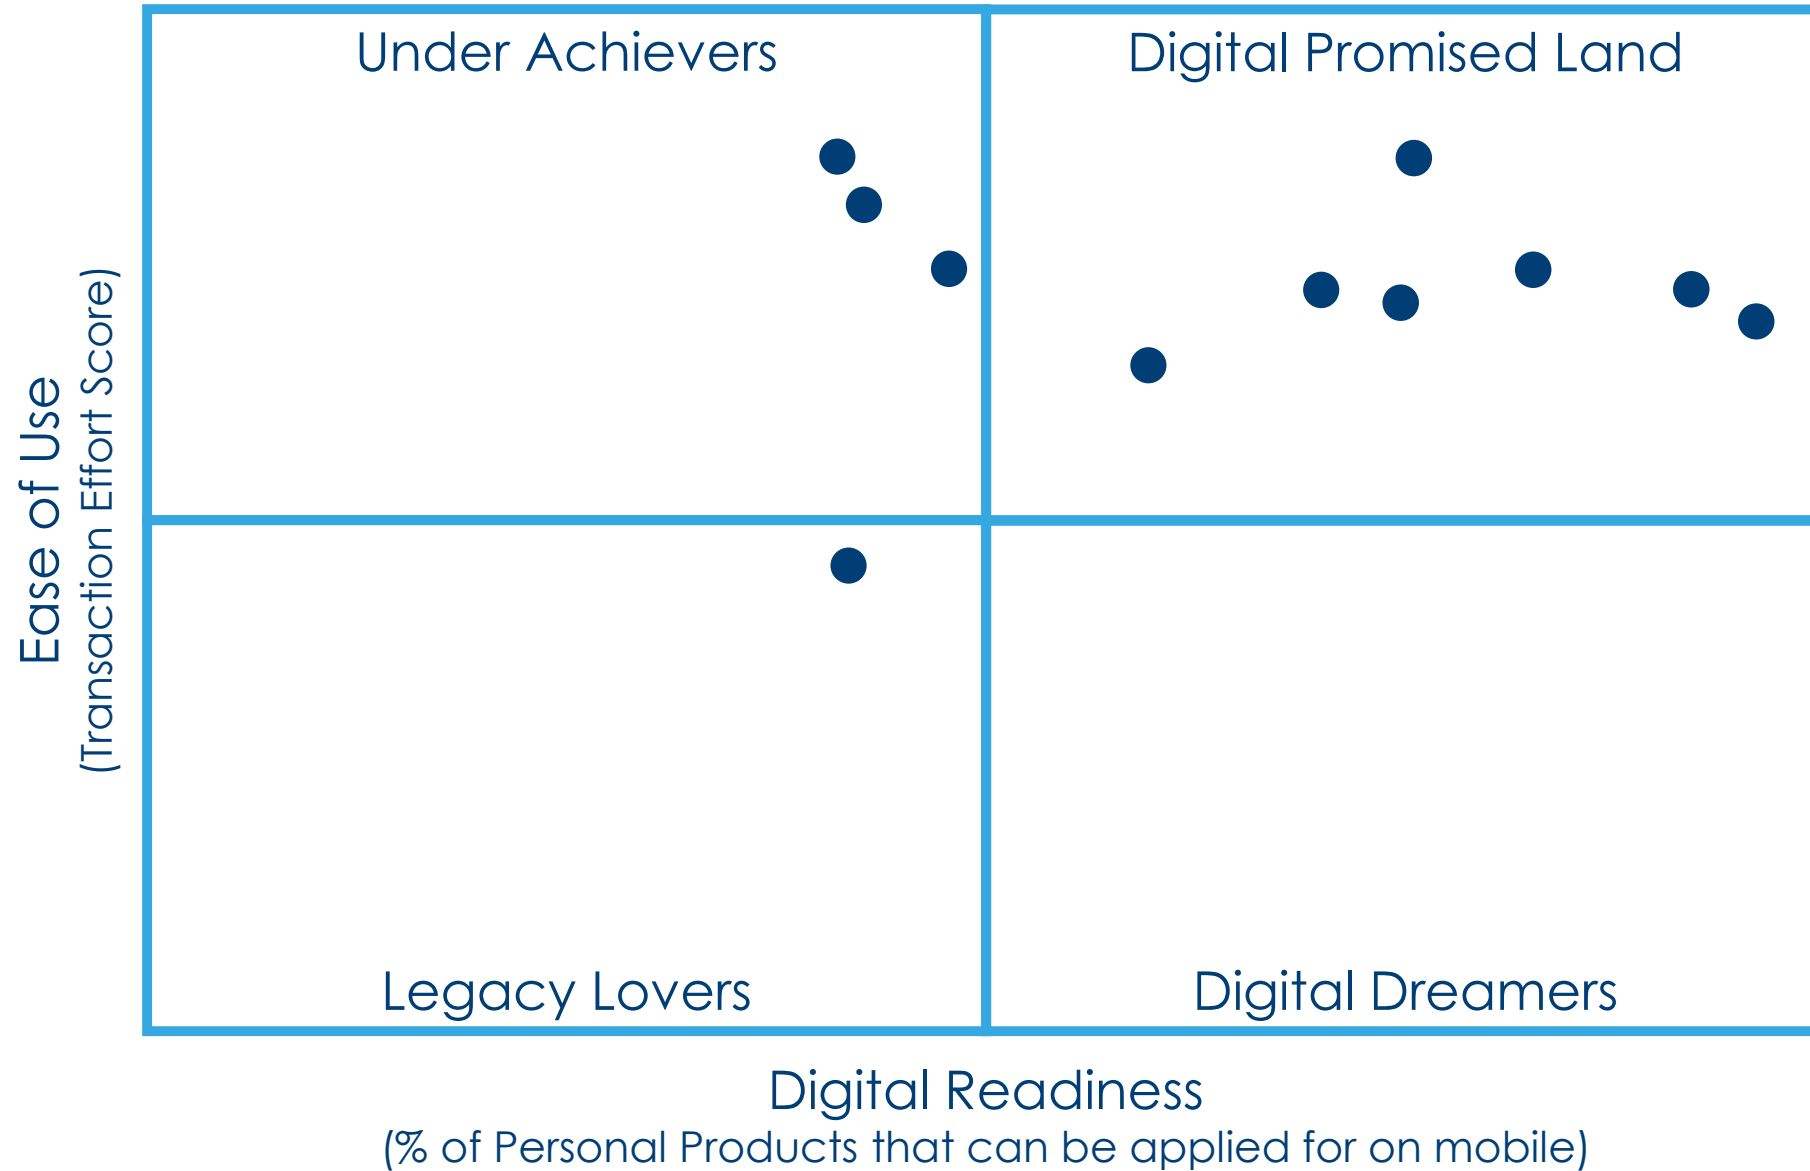 Under Achievers
Digital Promised Land
Ease of Use
(Transaction Effort Score)
Legacy Lovers
Digital Dreamers
Digital Readiness
(% of Personal Products that can be applied for on mobile)